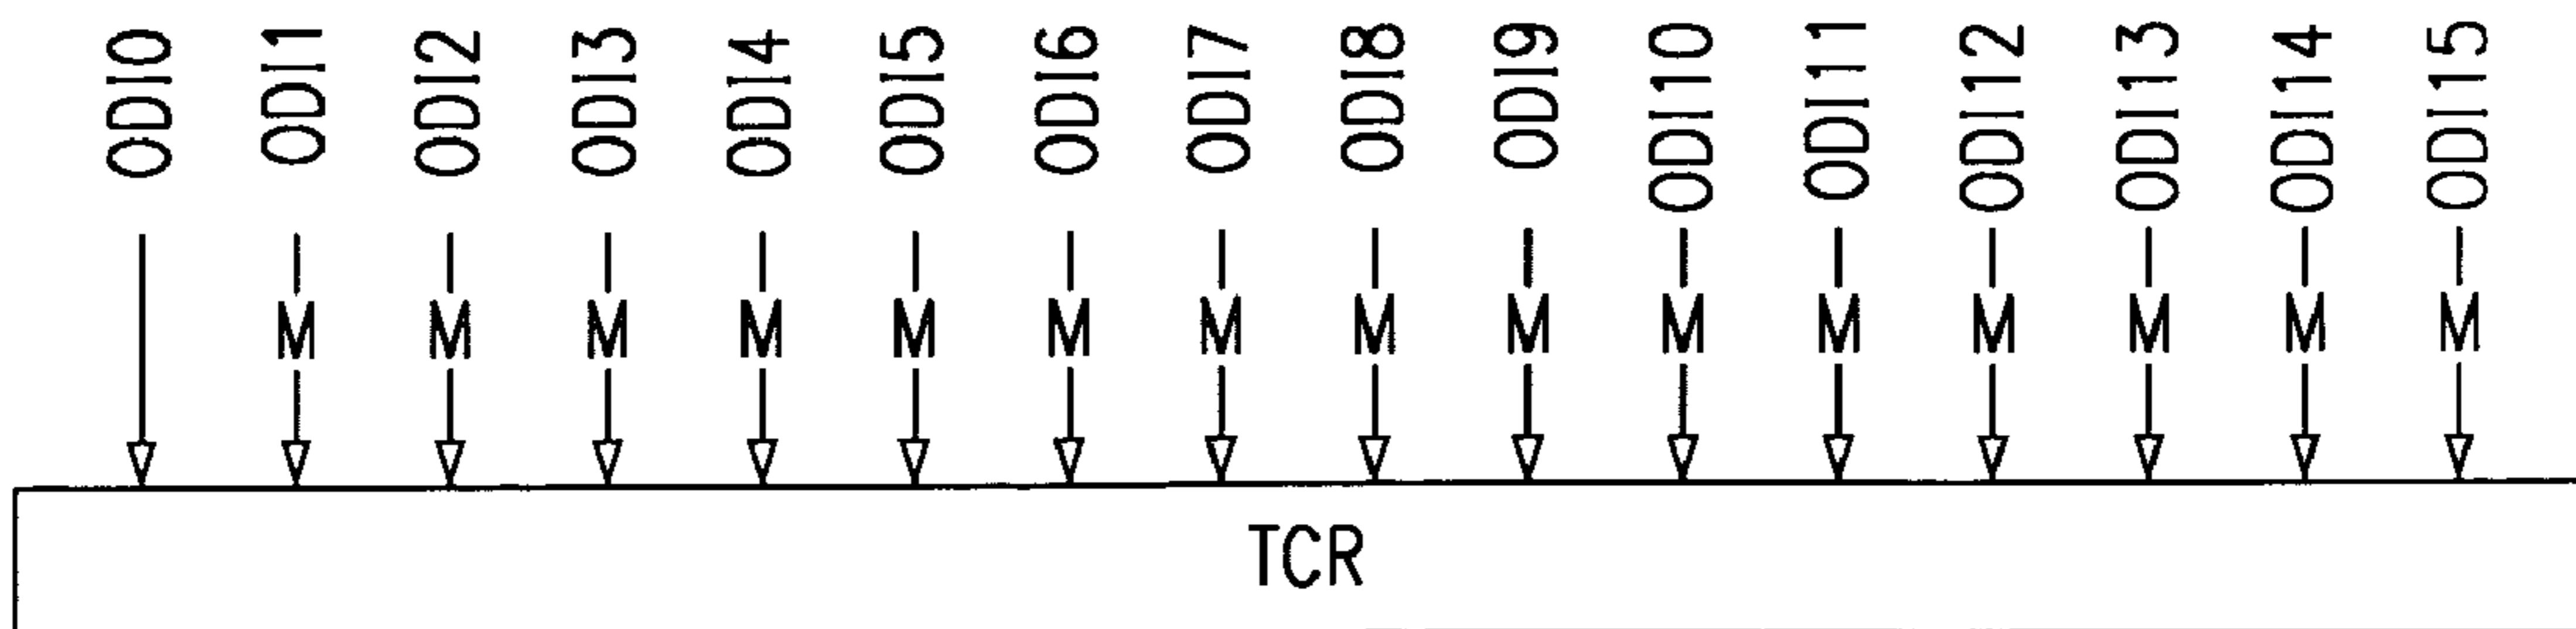 ODI0 ODI1 ODI2 ODI3 ODI4 ODI5 ODI6 ODI7 ODI8 ODI9 ODI10 ODI11 ODI12 ODI13 ODI14 ODI15
M M M M M M M M M M M M M M M
TCR